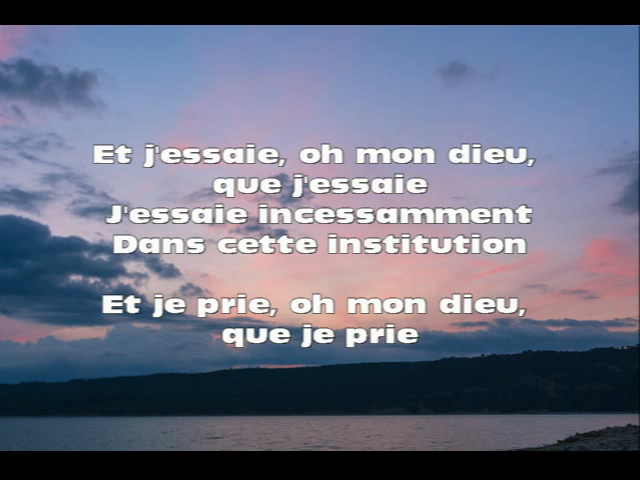 Et j'essaie, oh mon dieu,
que j'essaie
J'essaie incessamment
Dans cette institution
Et je prie, oh mon dieu,
que je prie